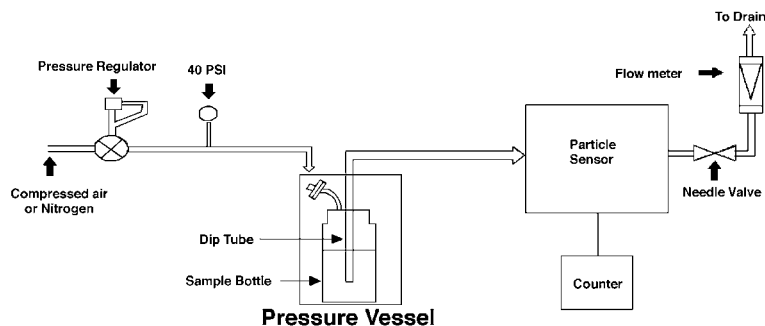 To Drain
Pressure Regulator
40 PSI
Flow meter
Particle
Sensor
Compressed air
or Nitrogen
Needle Valve
Dip Tube
Sample Bottle
Counter
Pressure Vessel